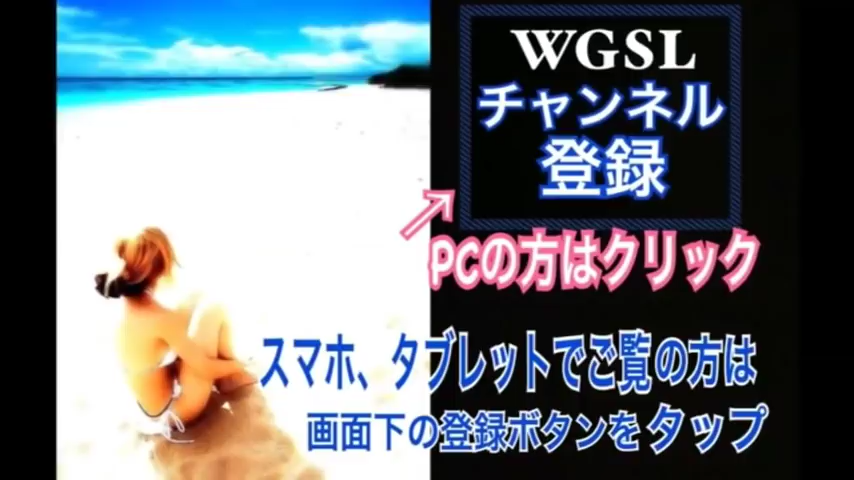 WGSL
チャンネル
登録
PCの方はクリック
スマホ、タブレットでご覧の方は
画面下の登録ボタンをタップ